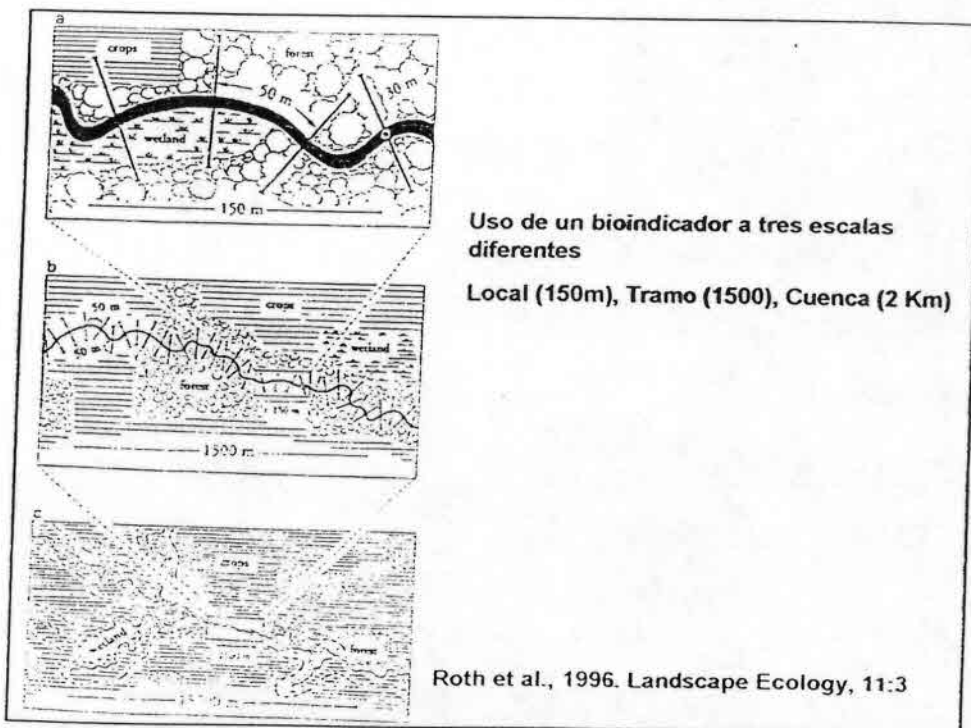 a
crops
forest
50 m
30 m
wetland
150 m
Uso de un bioindicador a tres escalas
diferentes
Local (150m), Tramo (1500), Cuenca (2 Km)
b
50 m
crops
wetland
forest
150 m
1500 m
c
crops
wetland
forest
Roth et al., 1996. Landscape Ecology, 11:3